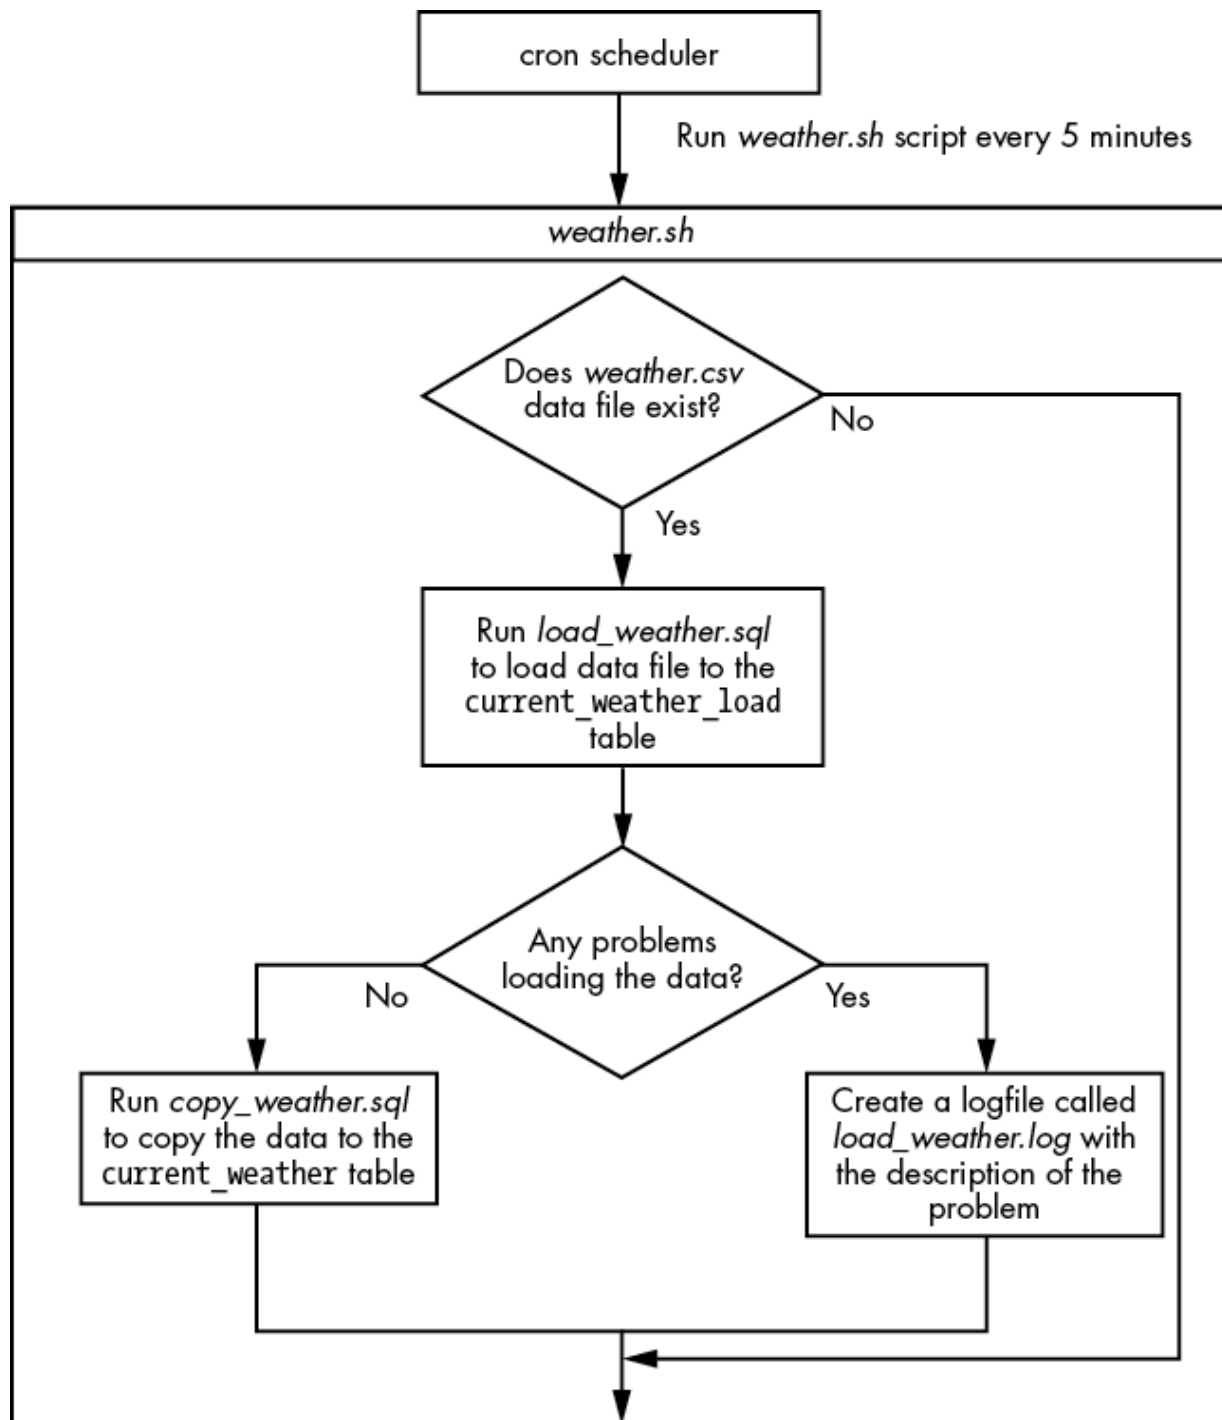 cron scheduler
Run weather.sh script every 5 minutes
weather.sh
Does weather.csv
data file exist?
No
Yes
Run load_weather.sql
to load data file to the
current_weather_load
table
Any problems
loading the data?
No
Yes
Run copy_weather.sql
to copy the data to the
current_weather table
Create a logfile called
load_weather.log with
the description of the
problem